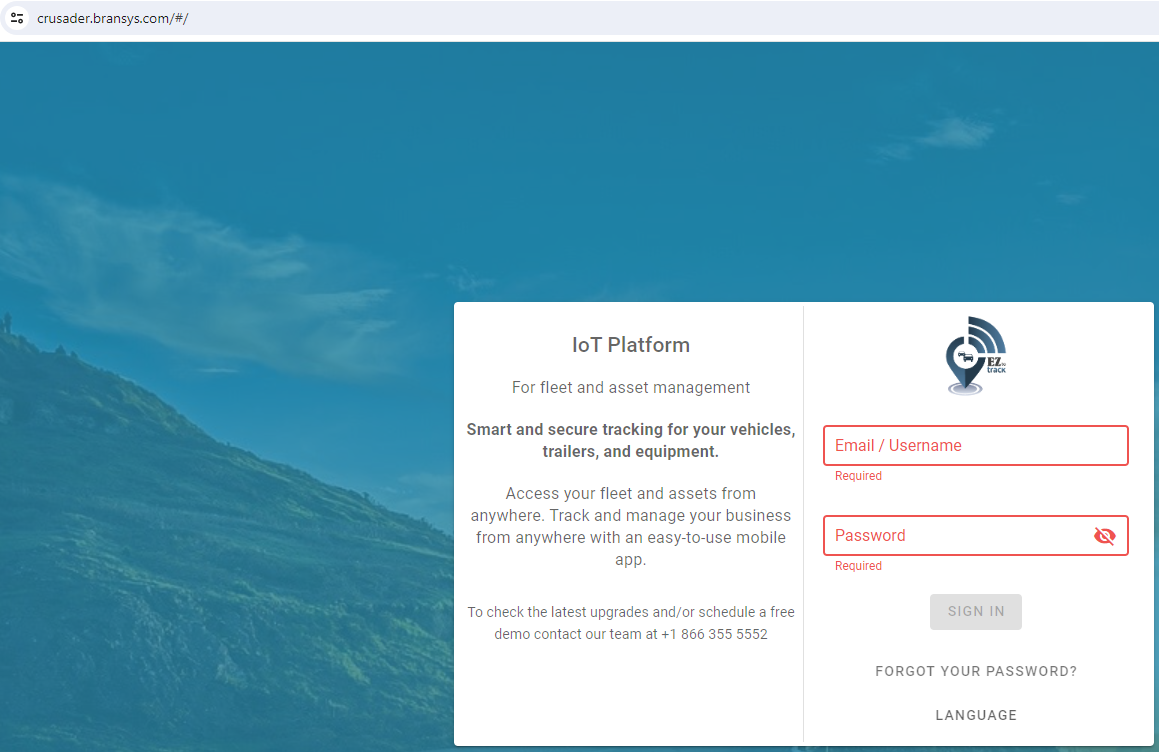 crusader.bransys.com/#/
IoT Platform
For fleet and asset management
Smart and secure tracking for your vehicles,
trailers, and equipment.
Access your fleet and assets from
anywhere. Track and manage your business
from anywhere with an easy-to-use mobile
app.
To check the latest upgrades and/or schedule a free
demo contact our team at +1 866 355 5552
EZ
track
Email / Username
Required
Password
Required
SIGN IN
FORGOT YOUR PASSWORD?
LANGUAGE